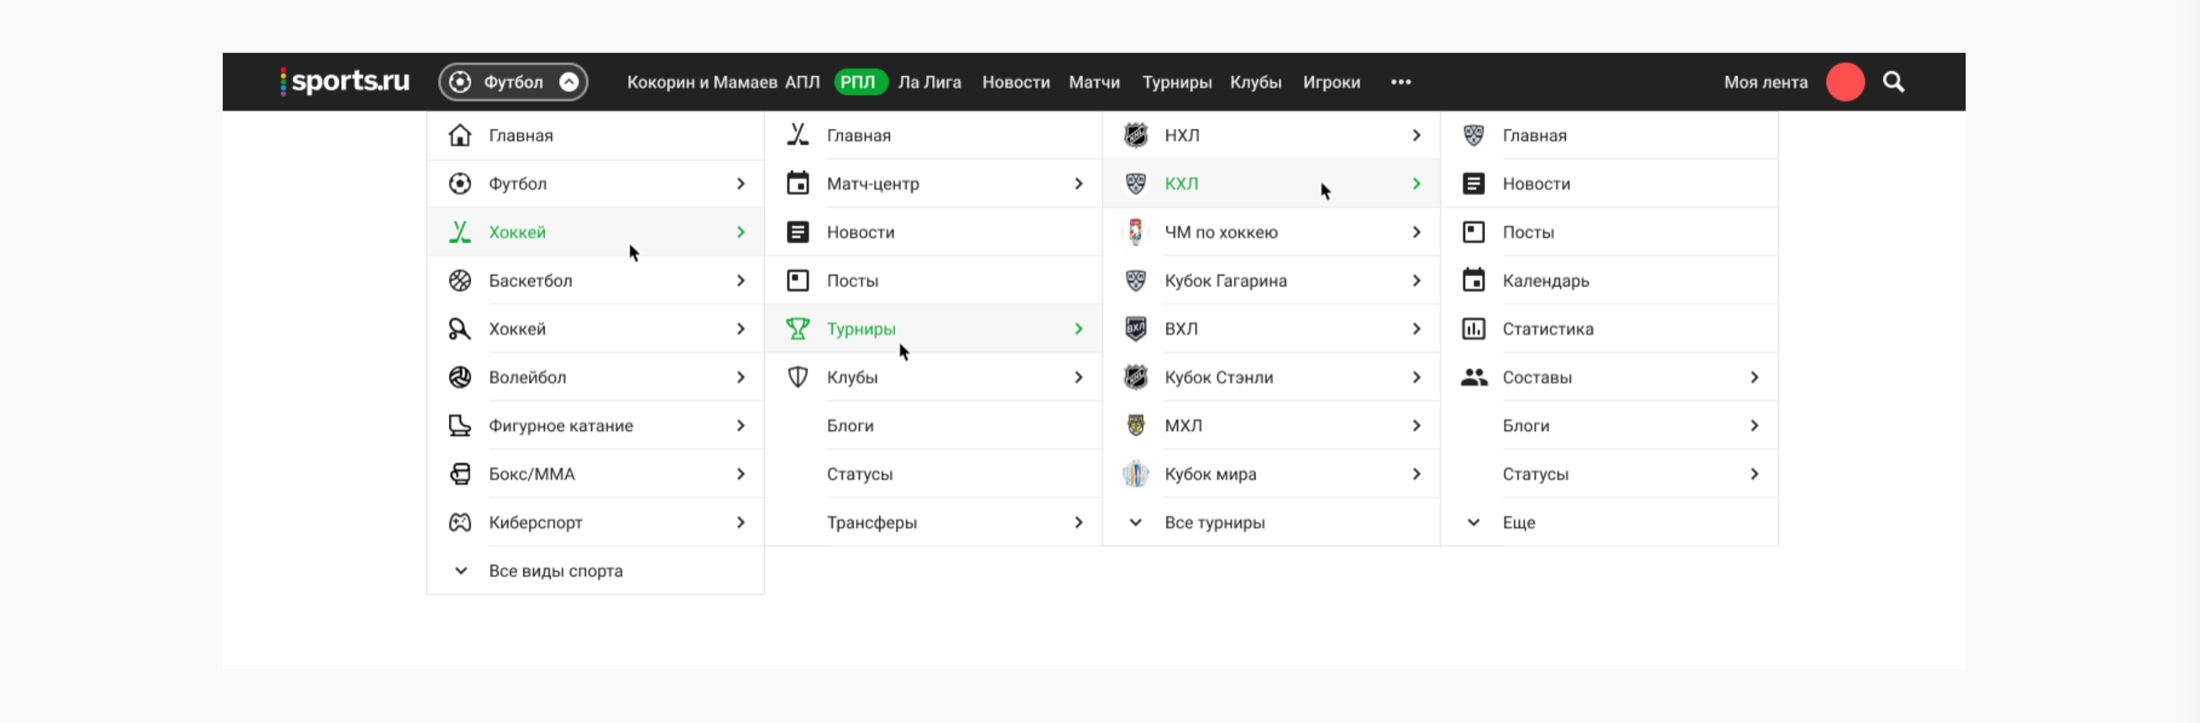 sports.ru Футбол Кокорин и Мамаев АПЛ РПЛ Ла Лига Новости Матчи Турниры Клубы Игроки ••• Моя лента
Главная
Футбол
Хоккей
Баскетбол
Хоккей
Волейбол
Фигурное катание
Бокс/ММА
Киберспорт
Все виды спорта
Главная
Матч-центр
Новости
Посты
Турниры
Клубы
Блоги
Статусы
Трансферы
НХЛ
КХЛ
ЧМ по хоккею
Кубок Гагарина
ВХЛ
Кубок Стэнли
МХЛ
Кубок мира
Все турниры
Главная
Новости
Посты
Календарь
Статистика
Составы
Блоги
Статусы
Еще